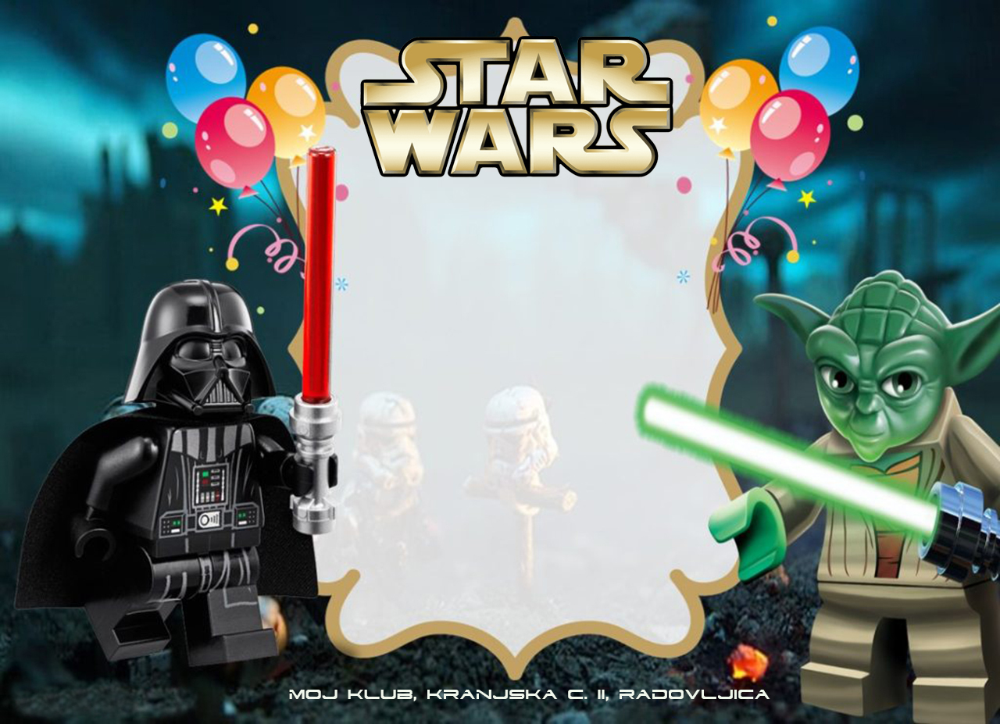 STAR
WARS
MOJ KLUB, KRANJSKA C. 11, RADOVLJICA